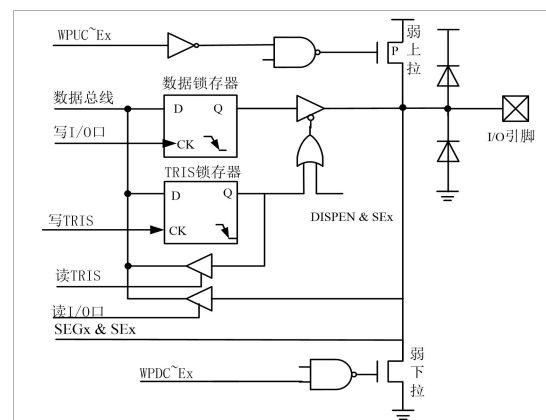 WPUC~Ex
弱上拉
P
数据锁存器
数据总线
D
Q
写I/O口
CK
I/O引脚
TRIS锁存器
D
Q
写TRIS
CK
DISPEN & SEx
读TRIS
读I/O口
SEGx & SEx
WPDC~Ex
弱下拉